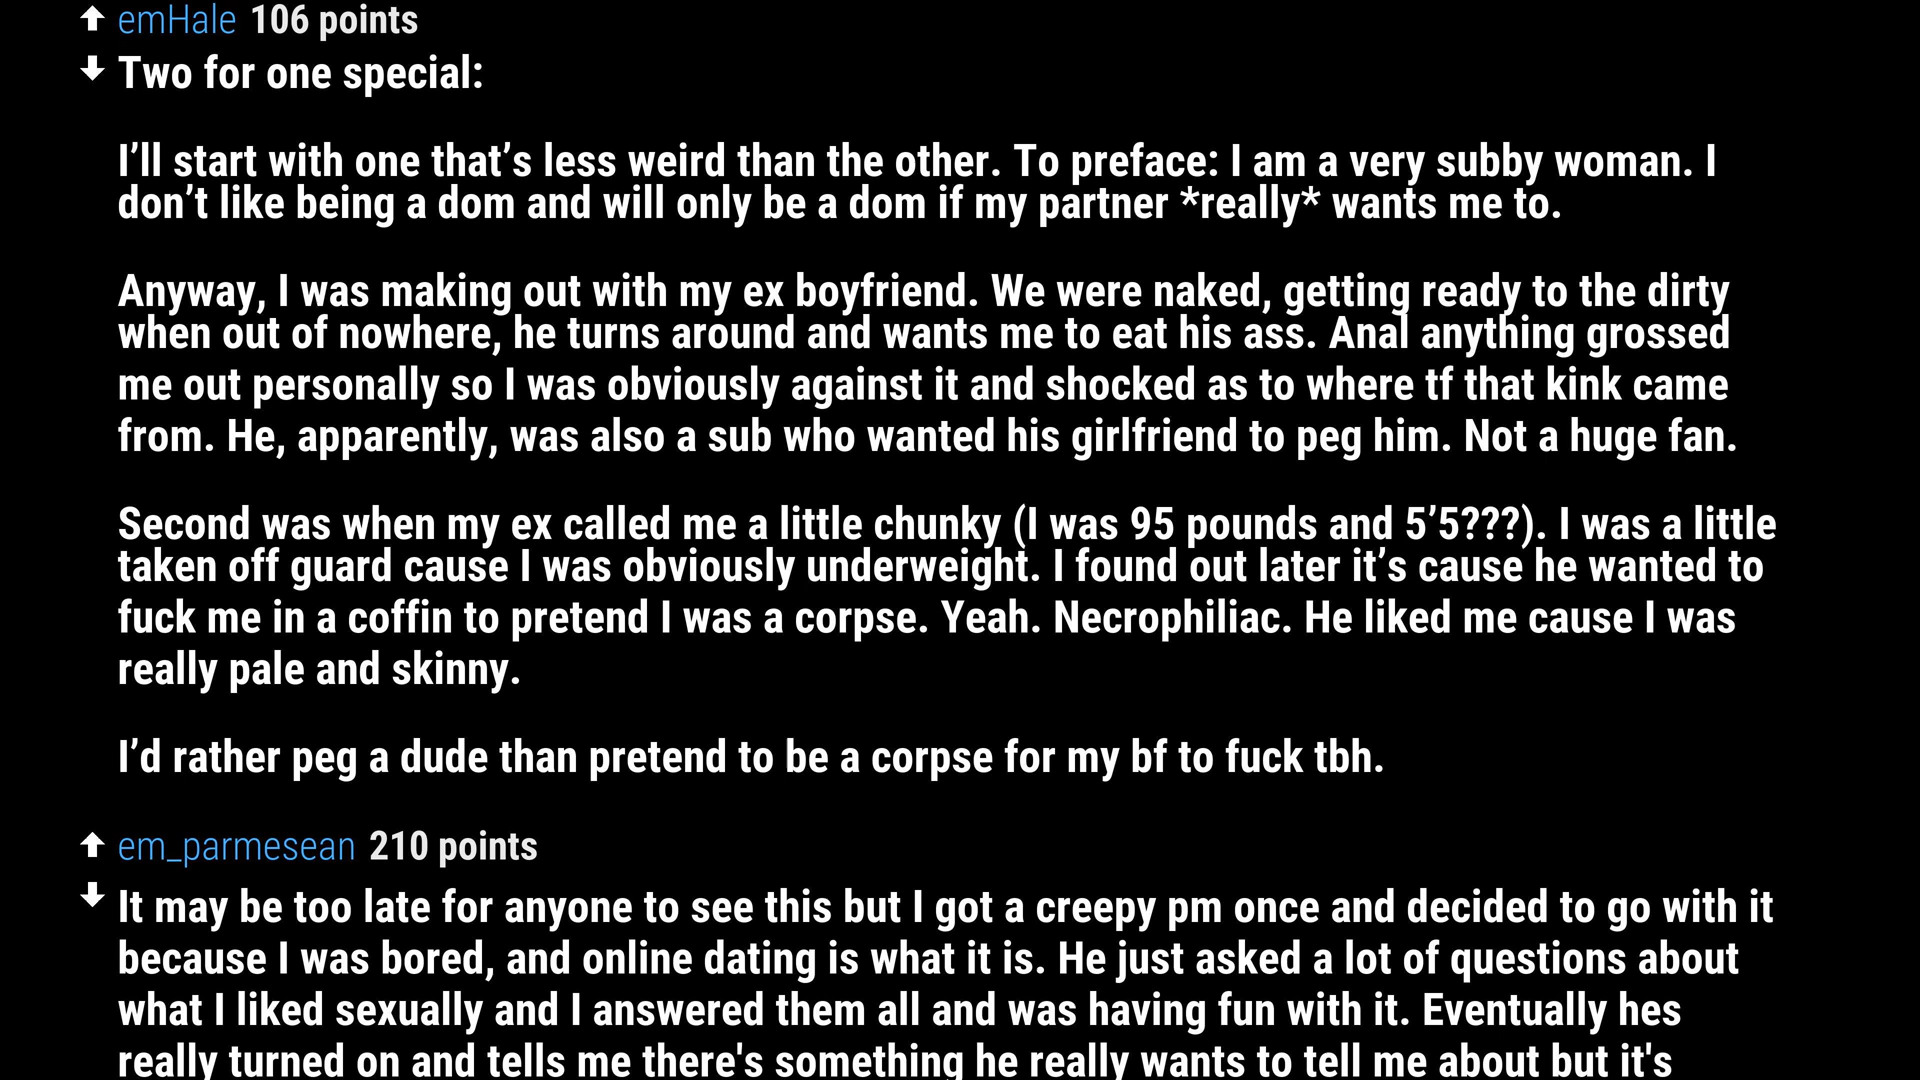 emHale 106 points
Two for one special:
I’ll start with one that’s less weird than the other. To preface: I am a very subby woman. I
don’t like being a dom and will only be a dom if my partner *really* wants me to.
Anyway, I was making out with my ex boyfriend. We were naked, getting ready to the dirty
when out of nowhere, he turns around and wants me to eat his ass. Anal anything grossed
me out personally so I was obviously against it and shocked as to where tf that kink came
from. He, apparently, was also a sub who wanted his girlfriend to peg him. Not a huge fan.
Second was when my ex called me a little chunky (I was 95 pounds and 5’5???). I was a little
taken off guard cause I was obviously underweight. I found out later it’s cause he wanted to
fuck me in a coffin to pretend I was a corpse. Yeah. Necrophiliac. He liked me cause I was
really pale and skinny.
I’d rather peg a dude than pretend to be a corpse for my bf to fuck tbh.
em_parmesean 210 points
It may be too late for anyone to see this but I got a creepy pm once and decided to go with it
because I was bored, and online dating is what it is. He just asked a lot of questions about
what I liked sexually and I answered them all and was having fun with it. Eventually hes
really turned on and tells me there's something he really wants to tell me about but it's